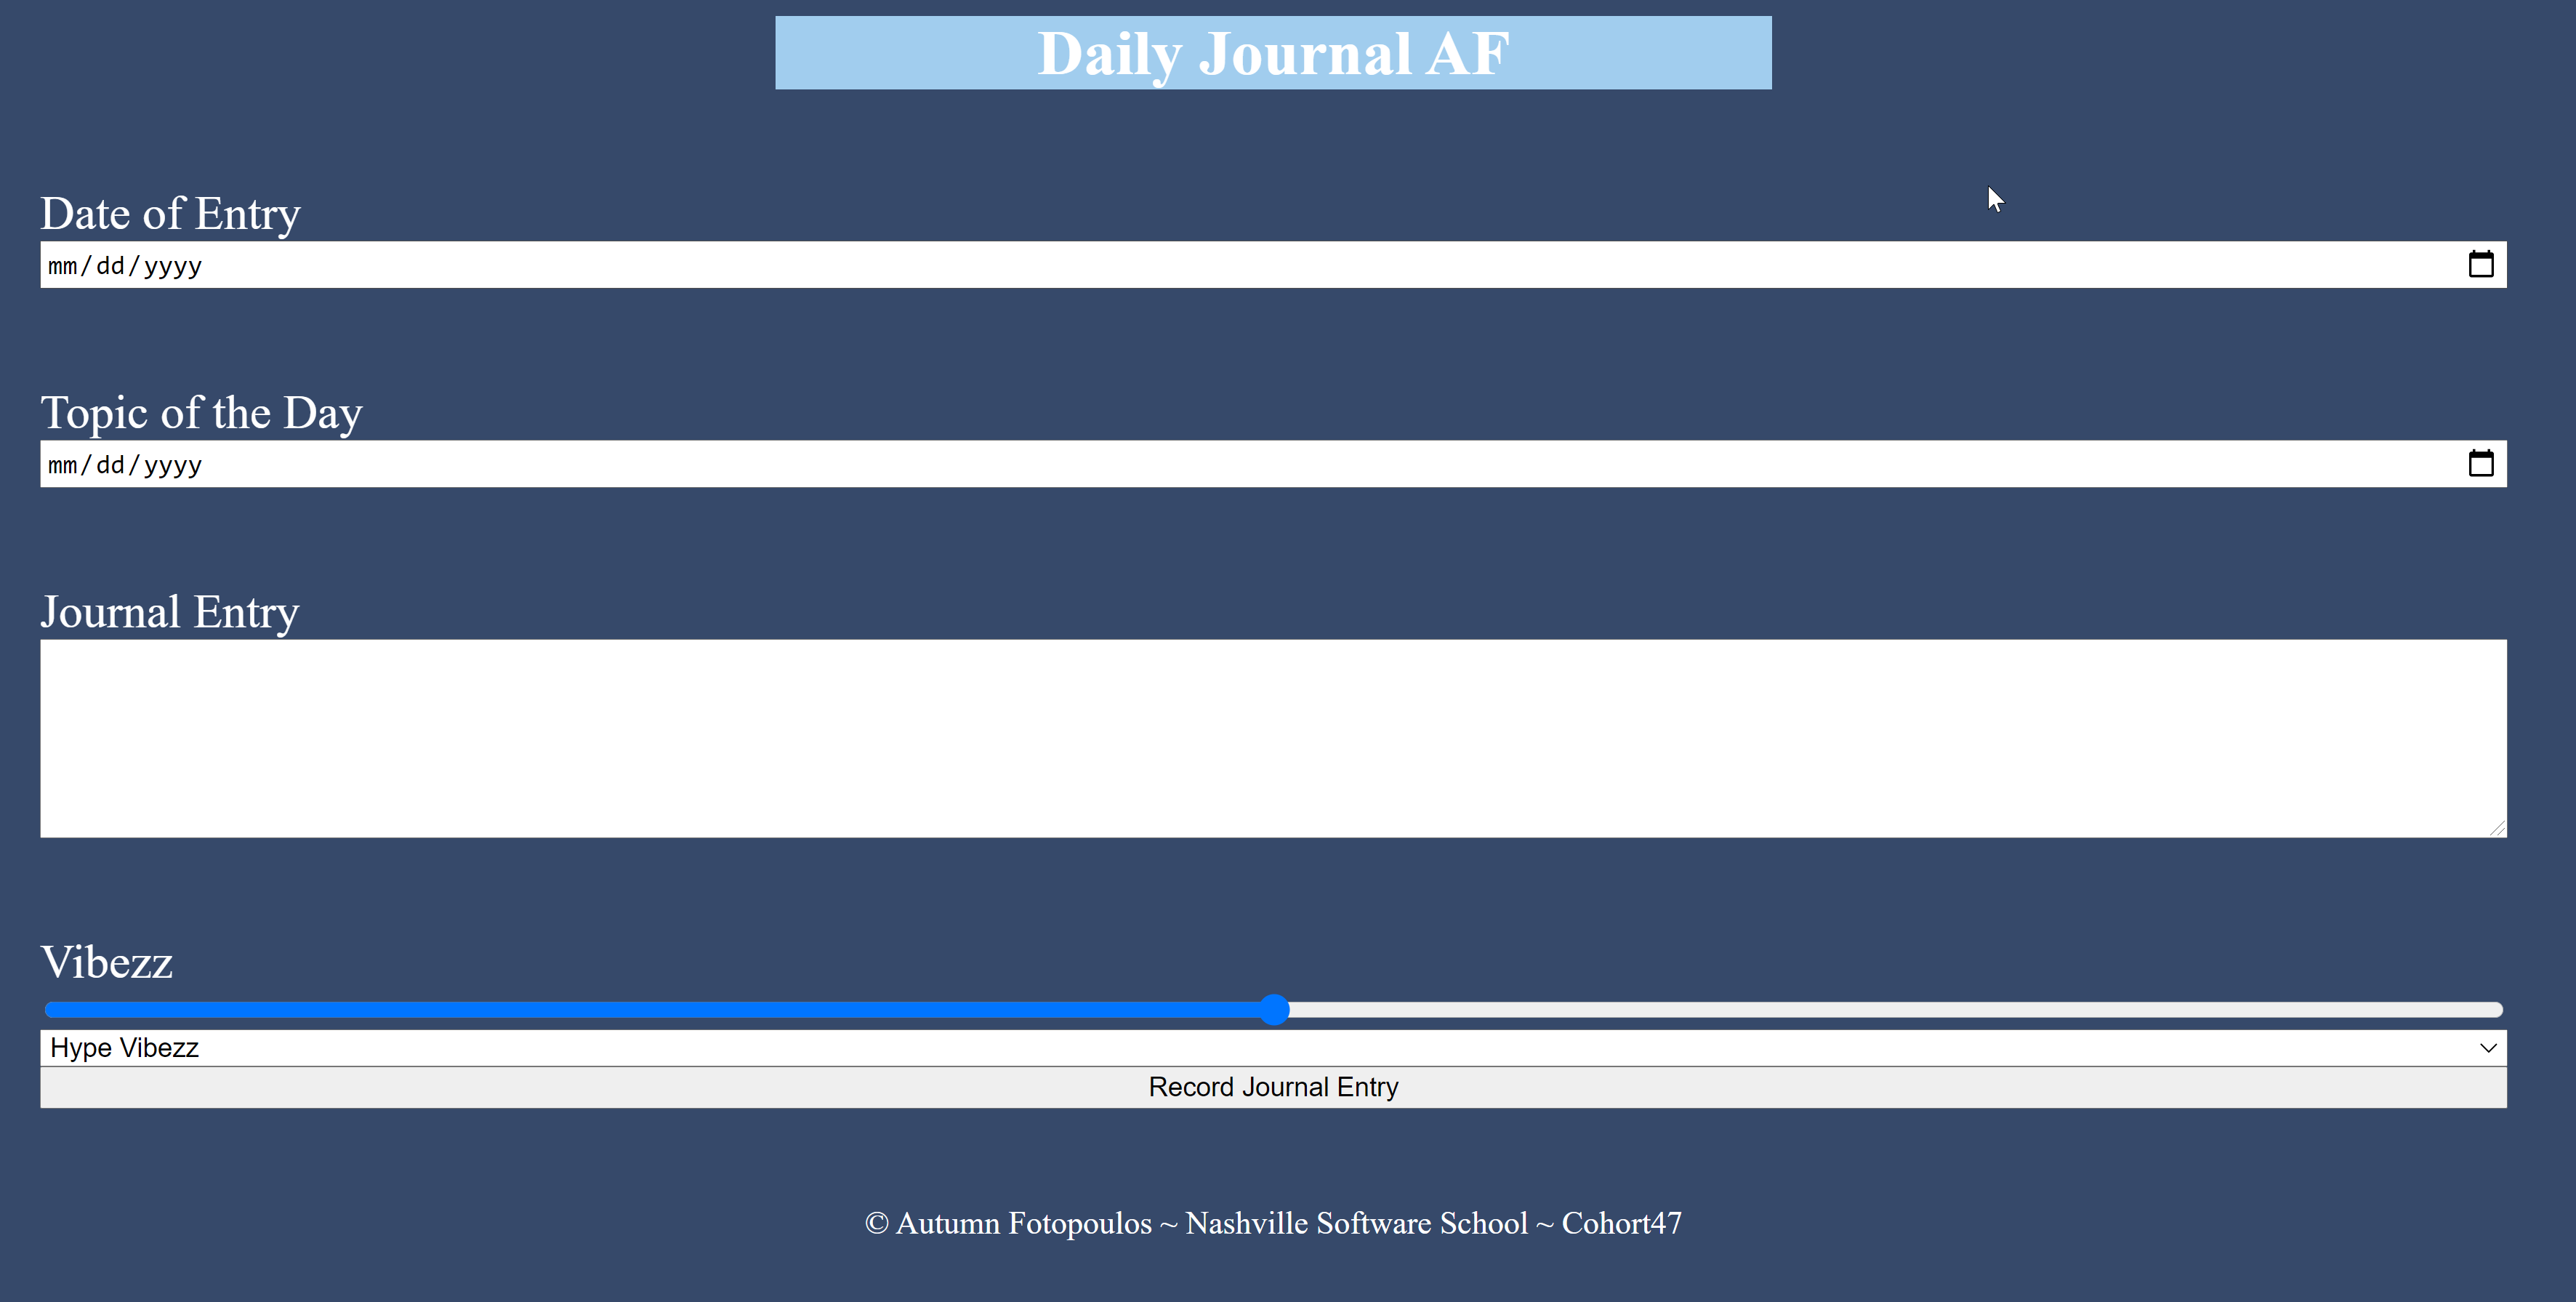 Daily Journal AF
Date of Entry
mm/dd/yyyy
Topic of the Day
mm/dd/yyyy
Journal Entry
Vibezz
Hype Vibezz
Record Journal Entry
© Autumn Fotopoulos ~ Nashville Software School ~ Cohort47